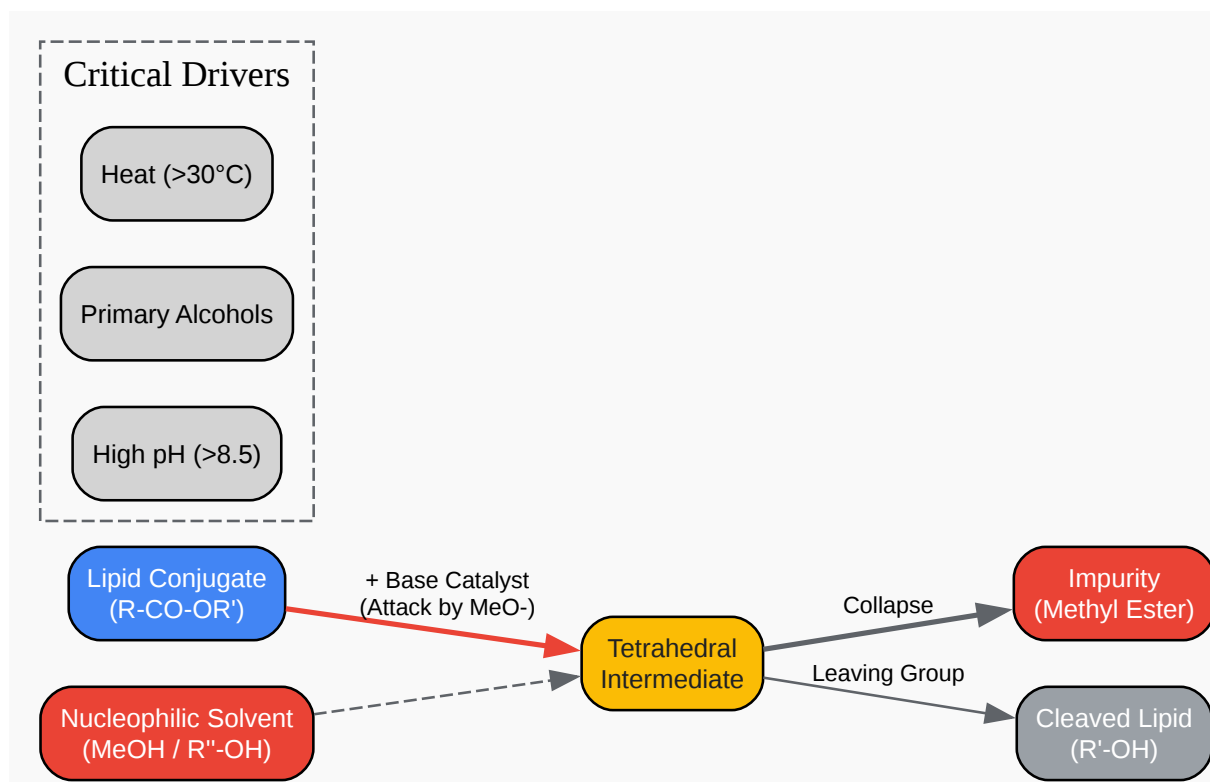 Critical Drivers
Heat (>30°C)
Primary Alcohols
High pH (>8.5)
Lipid Conjugate
(R-CO-OR')
+ Base Catalyst
(Attack by MeO-)
Nucleophilic Solvent
(MeOH / R''-OH)
Tetrahedral
Intermediate
Collapse
Leaving Group
Impurity
(Methyl Ester)
Cleaved Lipid
(R'-OH)